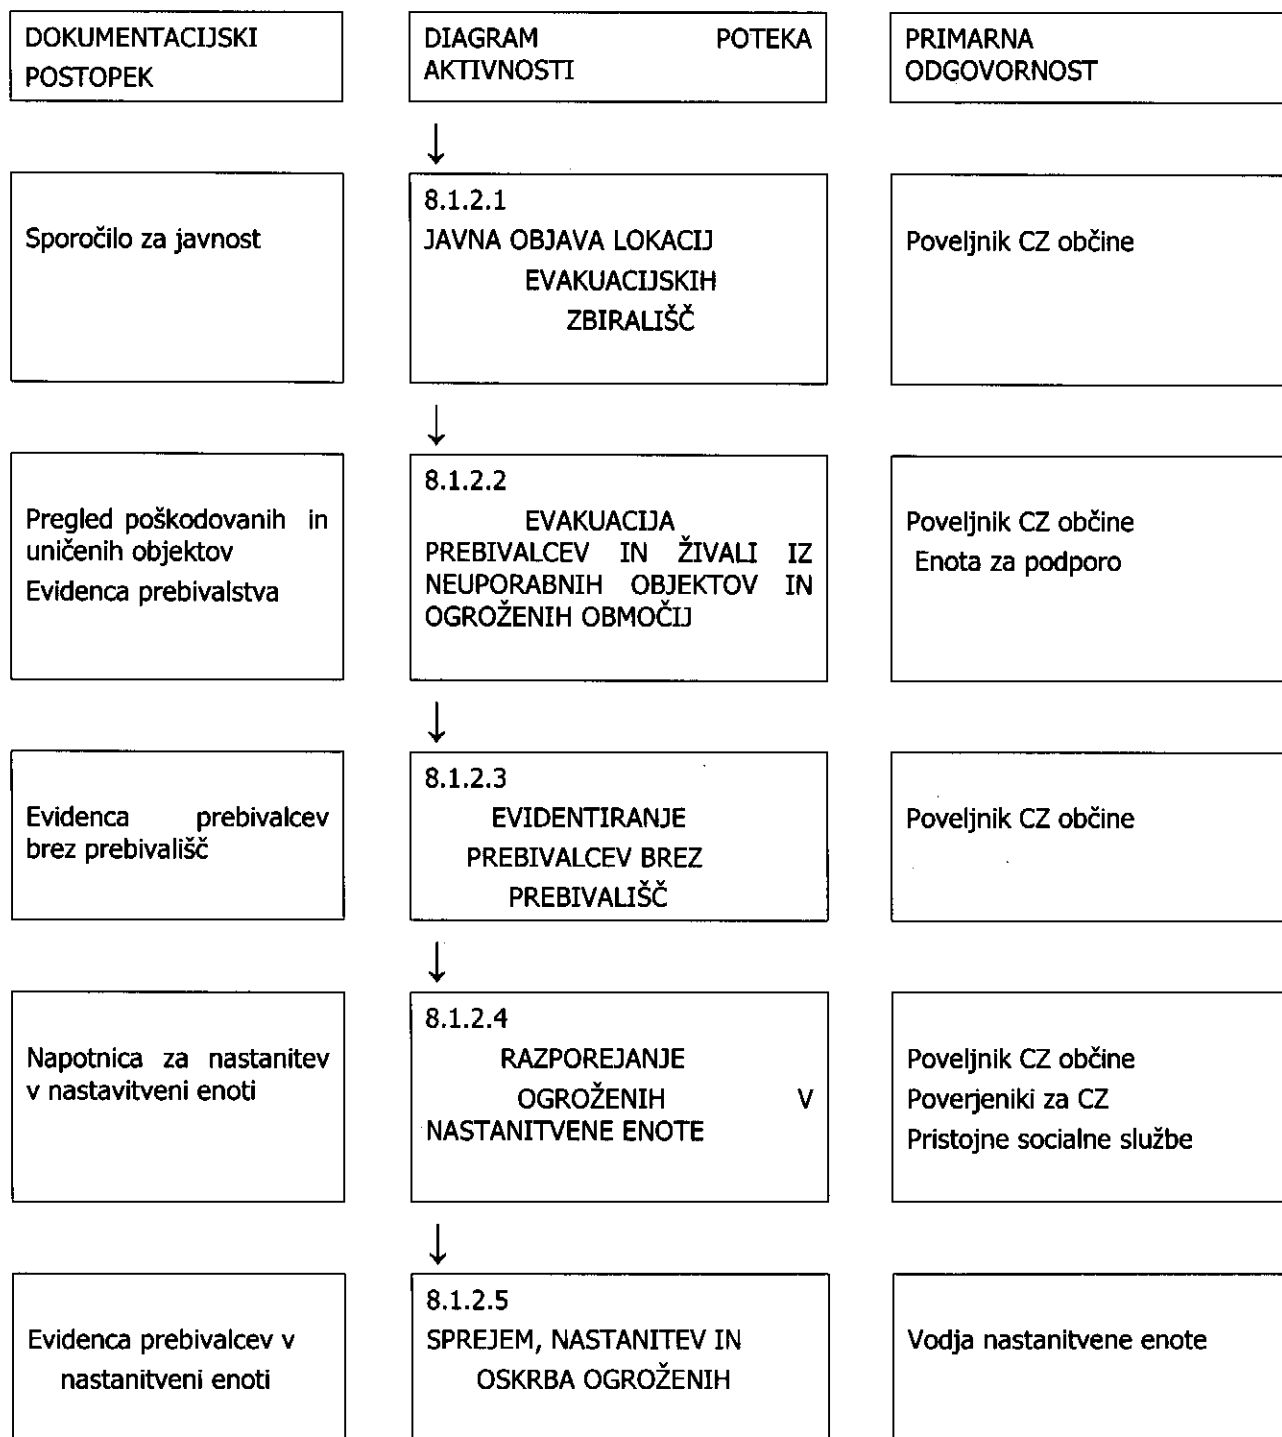 DOKUMENTACIJSKI
POSTOPEK
DIAGRAM POTEKA
AKTIVNOSTI
PRIMARNA
ODGOVORNOST
Sporočilo za javnost
8.1.2.1
JAVNA OBJAVA LOKACIJ
EVAKUACIJSKIH
ZBIRALIŠČ
Poveljnik CZ občine
Pregled poškodovanih in
uničenih objektov
Evidenca prebivalstva
8.1.2.2
EVAKUACIJA
PREBIVALCEV IN ŽIVALI IZ
NEUPORABNIH OBJEKTOV IN
OGROŽENIH OBMOČIJ
Poveljnik CZ občine
Enota za podporo
Evidenca prebivalcev
brez prebivališč
8.1.2.3
EVIDENTIRANJE
PREBIVALCEV BREZ
PREBIVALIŠČ
Poveljnik CZ občine
Napotnica za nastanitev
v nastavitveni enoti
8.1.2.4
RAZPOREJANJE
OGROŽENIH V
NASTANITVENE ENOTE
Poveljnik CZ občine
Poverjeniki za CZ
Pristojne socialne službe
Evidenca prebivalcev v
nastanitveni enoti
8.1.2.5
SPREJEM, NASTANITEV IN
OSKRBA OGROŽENIH
Vodja nastanitvene enote